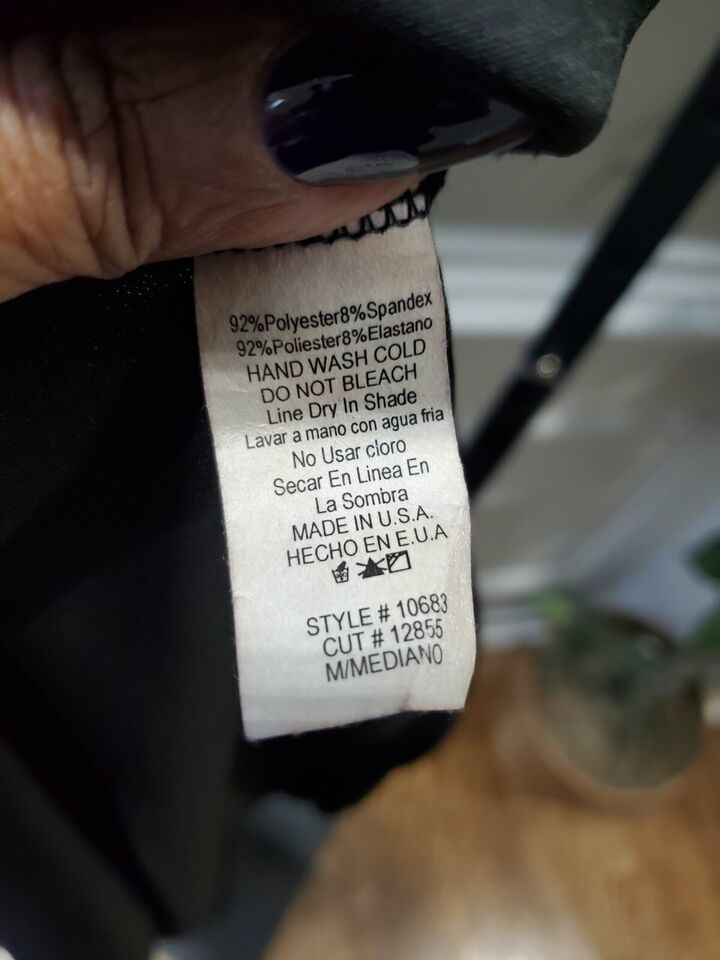 92%Polyester8%Spandex
92%Poliester8%Elastano
HAND WASH COLD
DO NOT BLEACH
Line Dry In Shade
Lavar a mano con agua fria
No Usar cloro
Secar En Linea En
La Sombra
MADE IN U.S.A.
HECHO EN E.U.A
STYLE # 10683
CUT # 12855
M/MEDIANO